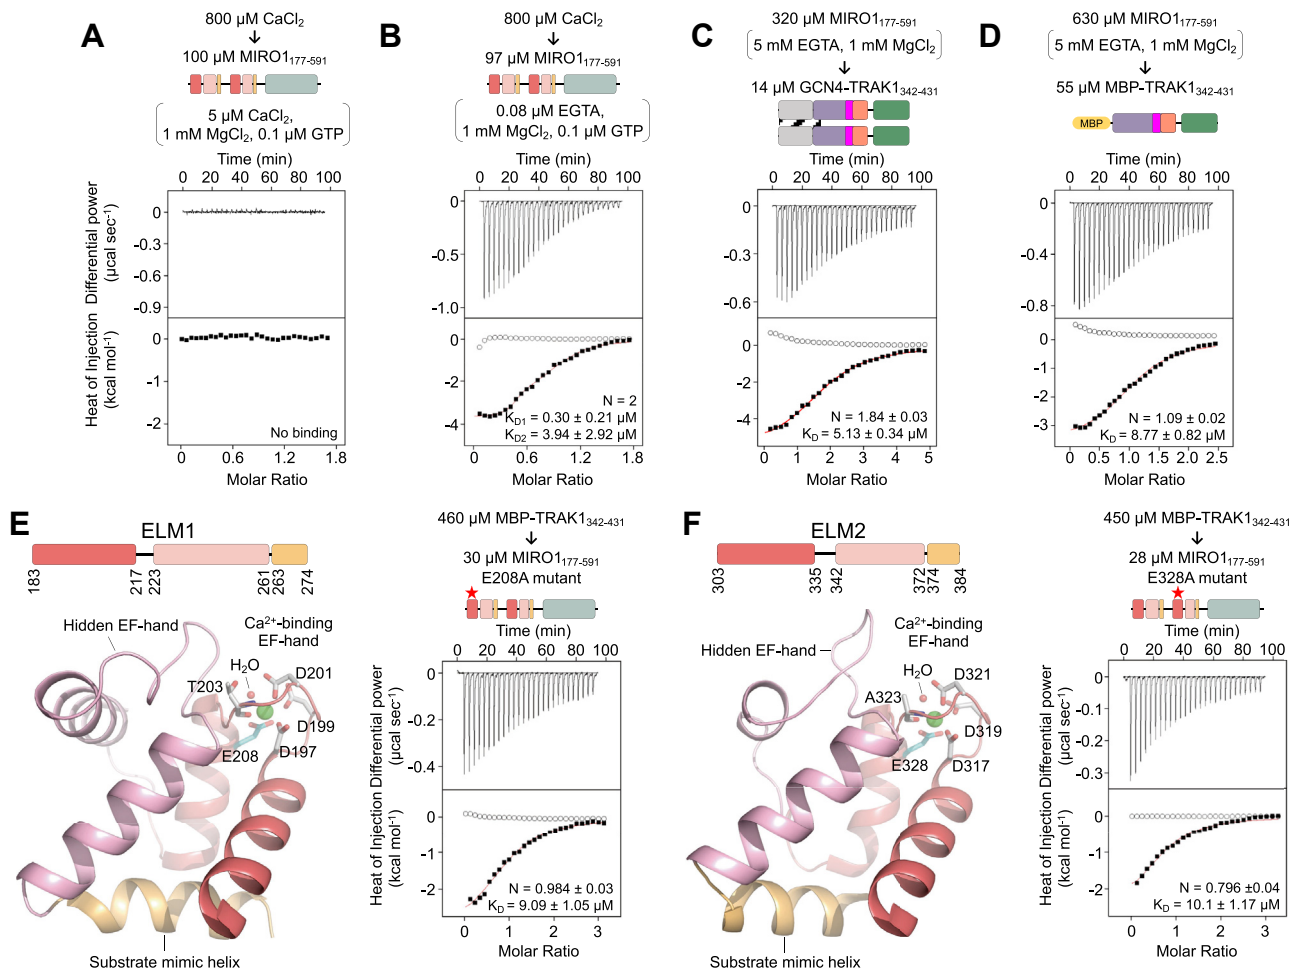 A
800 µM CaCl₂
100 µM MIRO1₁₇₇₋₅₉₁
5 µM CaCl₂,
1 mM MgCl₂, 0.1 µM GTP
Time (min)
0 20 40 60 80 100
Differential power
(µcal sec⁻¹)
0
-0.3
-0.6
-0.9
Heat of Injection
(kcal mol⁻¹)
0
-1
-2
No binding
0 0.6 1.2 1.8
Molar Ratio
B
800 µM CaCl₂
97 µM MIRO1₁₇₇₋₅₉₁
0.08 µM EGTA,
1 mM MgCl₂, 0.1 µM GTP
Time (min)
0 20 40 60 80 100
0
-0.5
-1.0
0
-2
-4
N = 2
K_D1 = 0.30 ± 0.21 µM
K_D2 = 3.94 ± 2.92 µM
0 0.6 1.2 1.8
Molar Ratio
C
320 µM MIRO1₁₇₇₋₅₉₁
5 mM EGTA, 1 mM MgCl₂
14 µM GCN4-TRAK1₃₄₂₋₄₃₁
Time (min)
0 20 40 60 80 100
0
-0.3
-0.6
0
-2
-4
N = 1.84 ± 0.03
K_D = 5.13 ± 0.34 µM
0 1 2 3 4 5
Molar Ratio
D
630 µM MIRO1₁₇₇₋₅₉₁
5 mM EGTA, 1 mM MgCl₂
55 µM MBP-TRAK1₃₄₂₋₄₃₁
MBP
Time (min)
0 20 40 60 80 100
0
-0.4
-0.8
0
-1
-2
-3
N = 1.09 ± 0.02
K_D = 8.77 ± 0.82 µM
0 0.5 1.0 1.5 2.0 2.5
Molar Ratio
E
ELM1
183 217 223 261 263 274
Hidden EF-hand
Ca²⁺-binding
EF-hand
H₂O
D201
T203
D199
E208
D197
Substrate mimic helix
460 µM MBP-TRAK1₃₄₂₋₄₃₁
30 µM MIRO1₁₇₇₋₅₉₁
E208A mutant
Time (min)
0 20 40 60 80 100
Differential power
(µcal sec⁻¹)
0
-0.2
-0.4
Heat of Injection
(kcal mol⁻¹)
0
-1
-2
N = 0.984 ± 0.03
K_D = 9.09 ± 1.05 µM
0 1 2 3
Molar Ratio
F
ELM2
303 335 342 372 374 384
Hidden EF-hand
Ca²⁺-binding
EF-hand
H₂O
D321
A323
D319
E328
D317
Substrate mimic helix
450 µM MBP-TRAK1₃₄₂₋₄₃₁
28 µM MIRO1₁₇₇₋₅₉₁
E328A mutant
Time (min)
0 20 40 60 80 100
Differential power
(µcal sec⁻¹)
0
-0.1
-0.2
-0.3
Heat of Injection
(kcal mol⁻¹)
0
-1
-2
N = 0.796 ±0.04
K_D = 10.1 ± 1.17 µM
0 1 2 3
Molar Ratio